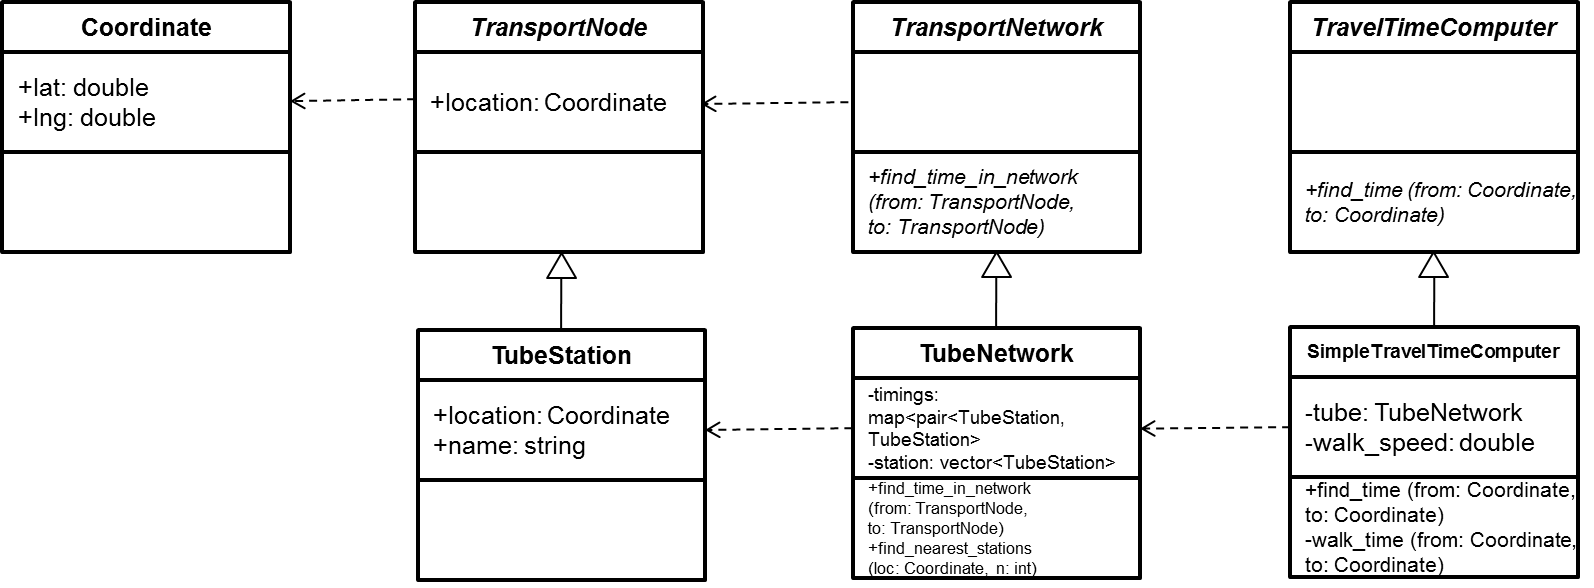 Coordinate
+lat: double
+lng: double
TransportNode
+location: Coordinate
TransportNetwork
+find_time_in_network
(from: TransportNode,
to: TransportNode)
TravelTimeComputer
+find_time (from: Coordinate,
to: Coordinate)
TubeStation
+location: Coordinate
+name: string
TubeNetwork
-timings:
map<pair<TubeStation,
TubeStation>
-station: vector<TubeStation>
+find_time_in_network
(from: TransportNode,
to: TransportNode)
+find_nearest_stations
(loc: Coordinate, n: int)
SimpleTravelTimeComputer
-tube: TubeNetwork
-walk_speed: double
+find_time (from: Coordinate,
to: Coordinate)
-walk_time (from: Coordinate,
to: Coordinate)